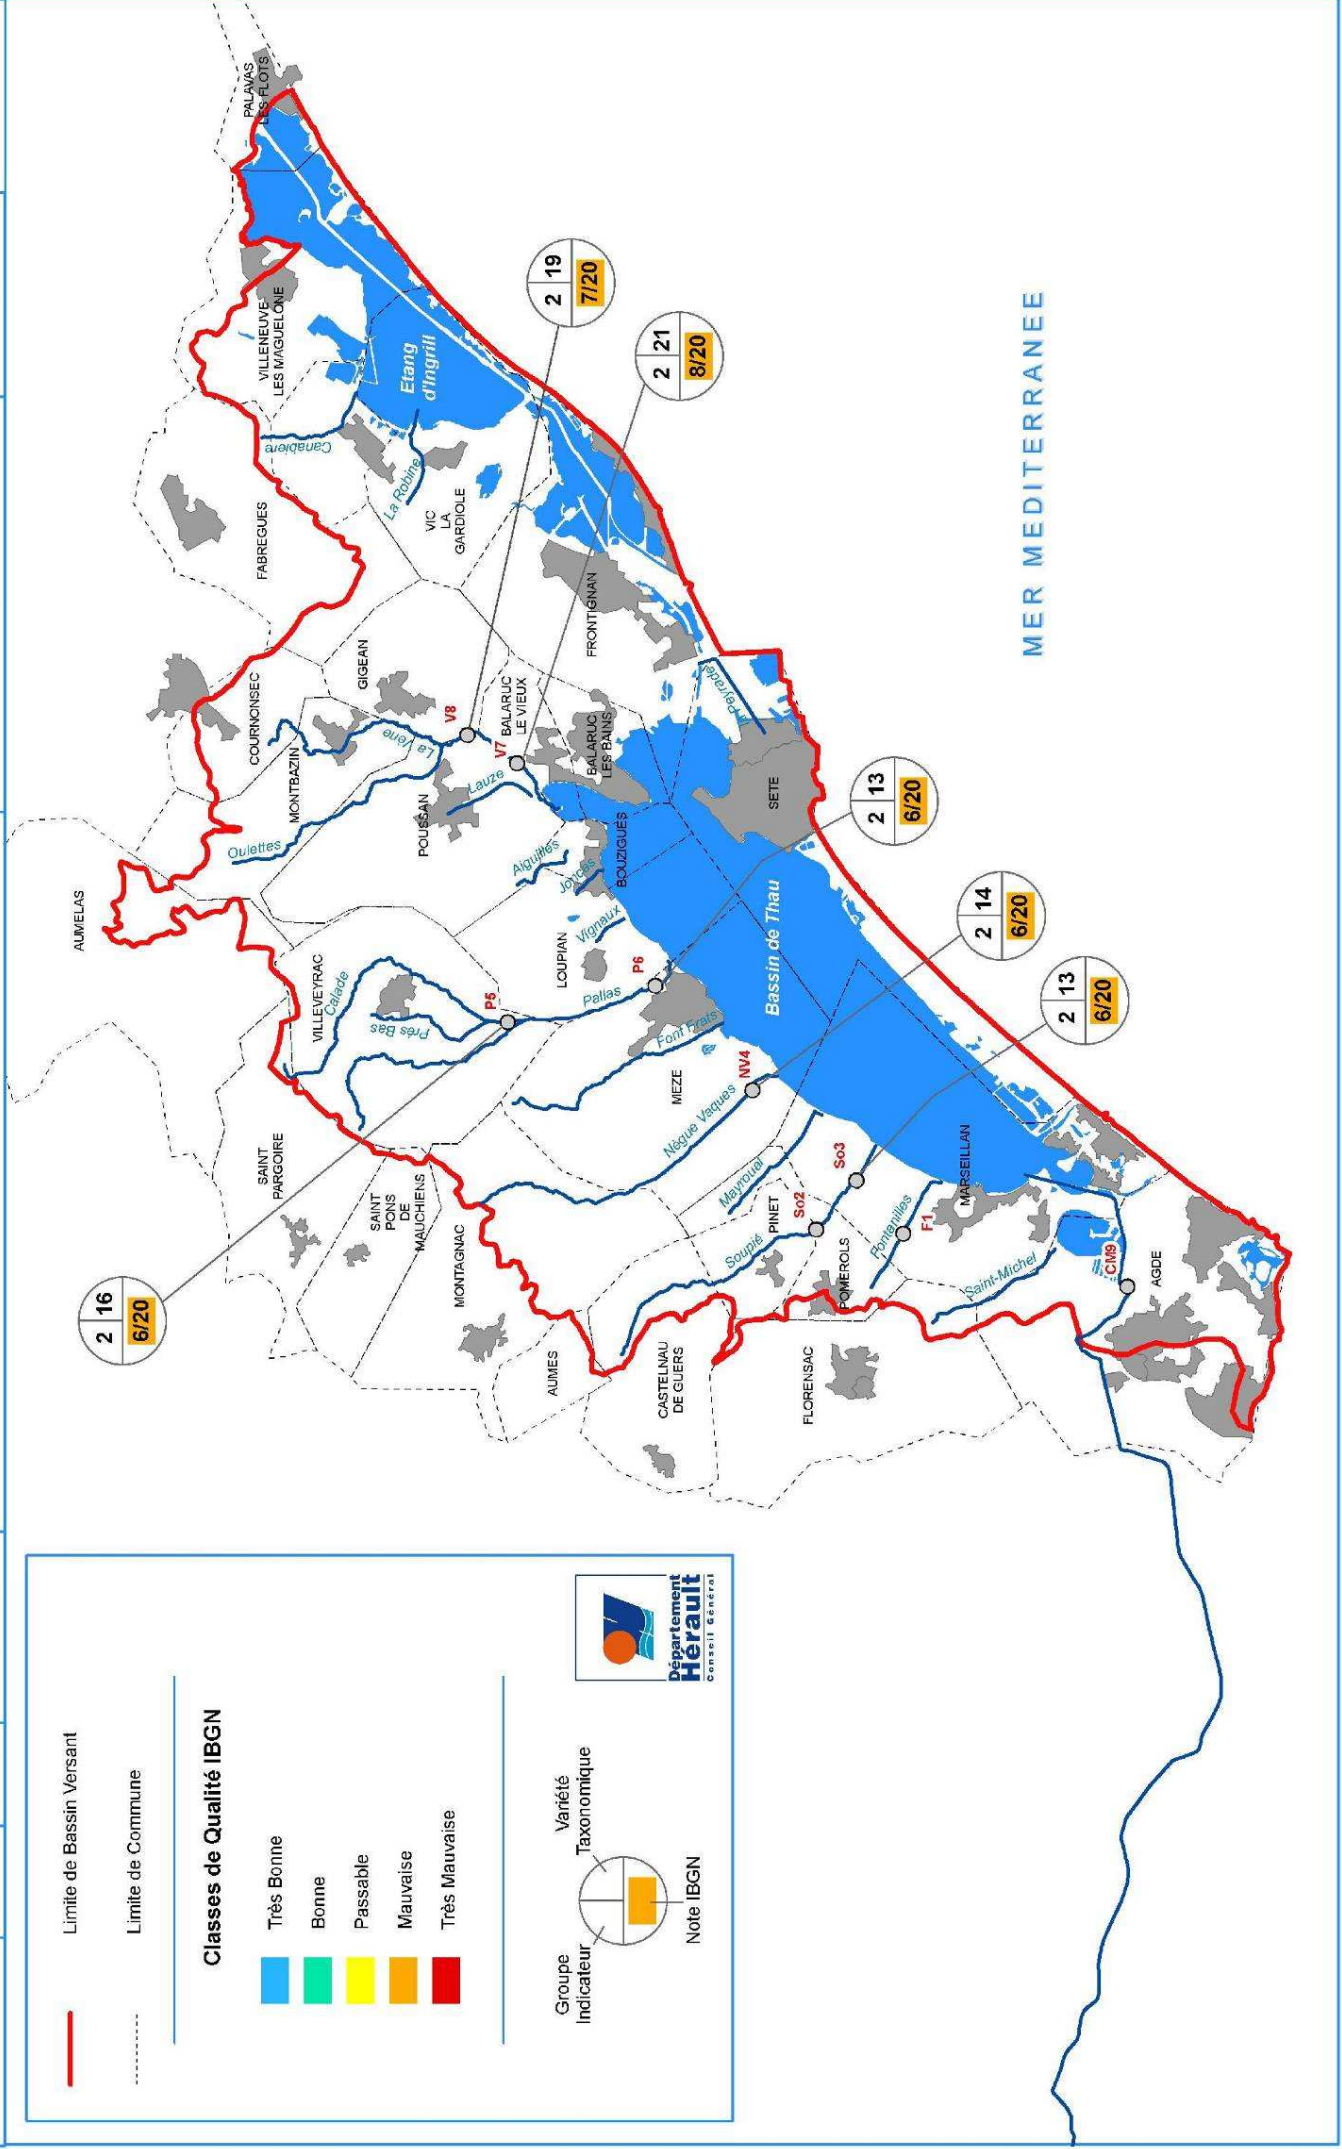 Limite de Bassin Versant
Limite de Commune
Classes de Qualité IBGN
Très Bonne
Bonne
Passable
Mauvaise
Très Mauvaise
Groupe
Indicateur
Variété
Taxonomique
Note IBGN
Département
Hérault
Conseil Général
2 16
6/20
AUMELAS
SAINT
PARGOIRE
SAINT
PONS
DE
MAUCHIENS
MONTAGNAC
AUMES
CASTELNAU
DE GUERS
FLORENSAC
VILLEVEYRAC
Calade
Prés Bas
P5
LOUPIAN
Pallas
P6
Font Frats
MEZE
Nègue Vaques
NV4
Mayroual
PINET
Soupié
So2
So3
POMEROLS
Fontanilles
F1
MARSEILLAN
Saint-Michel
CM9
AGDE
COURNONSEC
MONTBAZIN
GIGEAN
Oulettes
La Vène
POUSSAN
Lauze
V8
V7
BALARUC
LE VIEUX
BALARUC
LES BAINS
Aiguilles
Joncas
BOUZIGUES
Vignaux
FABREGUES
VILLENEUVE-
LES MAGUELONE
PALAVAS
LES FLOTS
Canabière
La Robine
VIC
LA
GARDIOLE
Etang
d'Ingrill
FRONTIGNAN
La Peyrade
SETE
Bassin de Thau
2 19
7/20
2 21
8/20
2 13
6/20
2 14
6/20
2 13
6/20
MER MEDITERRANEE